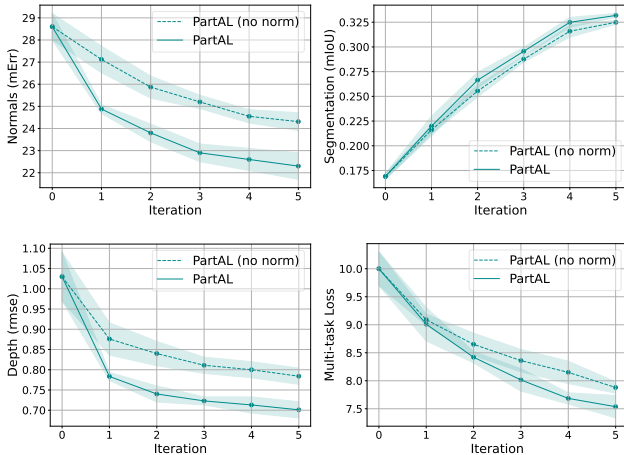 29
28
27
26
25
24
23
22
Normals (mErr)
PartAL (no norm)
PartAL
0 1 2 3 4 5
Iteration
0.325
0.300
0.275
0.250
0.225
0.200
0.175
Segmentation (mIoU)
PartAL (no norm)
PartAL
0 1 2 3 4 5
Iteration
1.10
1.05
1.00
0.95
0.90
0.85
0.80
0.75
0.70
Depth (rmse)
PartAL (no norm)
PartAL
0 1 2 3 4 5
Iteration
10.0
9.5
9.0
8.5
8.0
7.5
Multi-task Loss
PartAL (no norm)
PartAL
0 1 2 3 4 5
Iteration